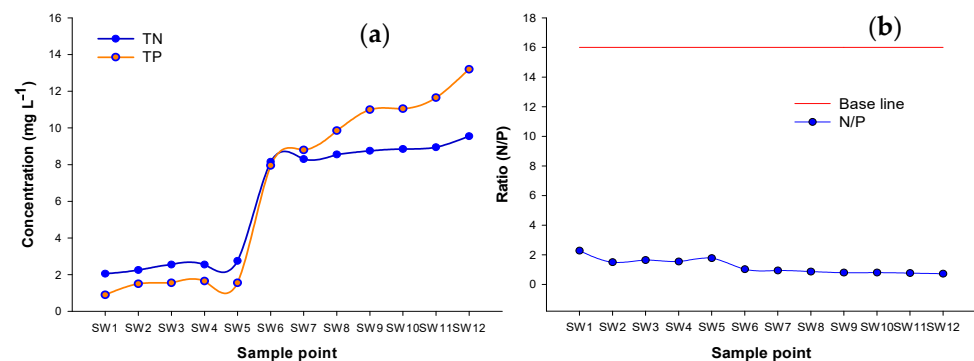 (a)
TN
TP
Concentration (mg L⁻¹)
16
14
12
10
8
6
4
2
0
SW1 SW2 SW3 SW4 SW5 SW6 SW7 SW8 SW9 SW10 SW11 SW12
Sample point
(b)
Base line
N/P
Ratio (N/P)
18
16
14
12
10
8
6
4
2
0
SW1 SW2 SW3 SW4 SW5 SW6 SW7 SW8 SW9 SW10 SW11 SW12
Sample point